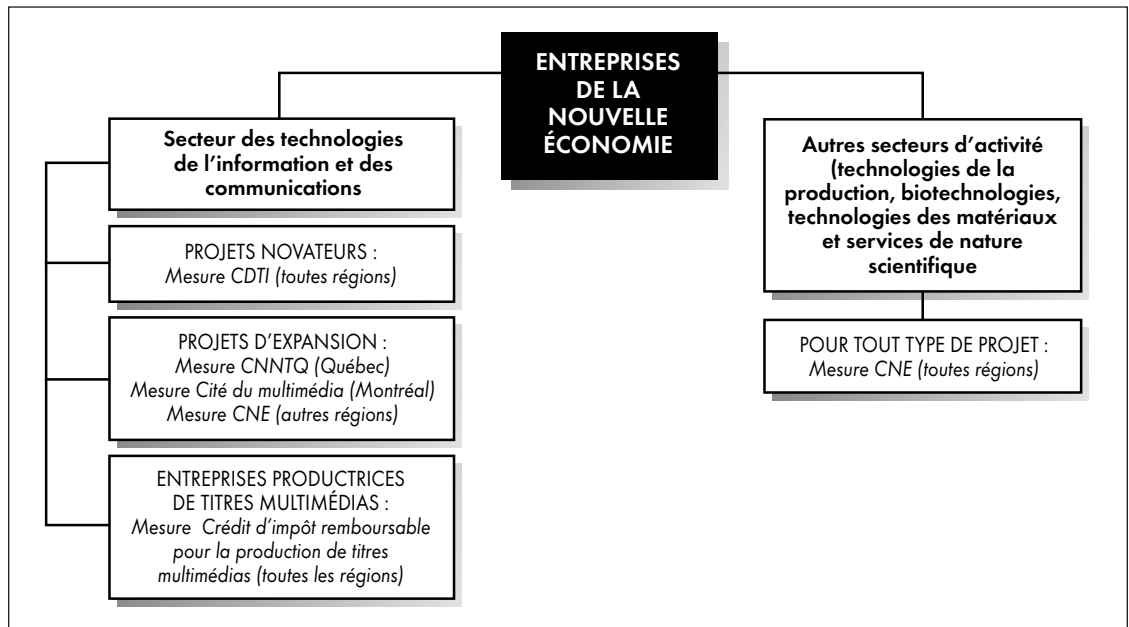 ENTREPRISES
DE LA
NOUVELLE
ÉCONOMIE
Secteur des technologies
de l'information et des
communications
PROJETS NOVATEURS :
Mesure CDTI (toutes régions)
PROJETS D'EXPANSION :
Mesure CNNTQ (Québec)
Mesure Cité du multimédia (Montréal)
Mesure CNE (autres régions)
ENTREPRISES PRODUCTRICES
DE TITRES MULTIMÉDIAS :
Mesure Crédit d'impôt remboursable
pour la production de titres
multimédias (toutes les régions)
Autres secteurs d'activité
(technologies de la
production, biotechnologies,
technologies des matériaux
et services de nature
scientifique
POUR TOUT TYPE DE PROJET :
Mesure CNE (toutes régions)